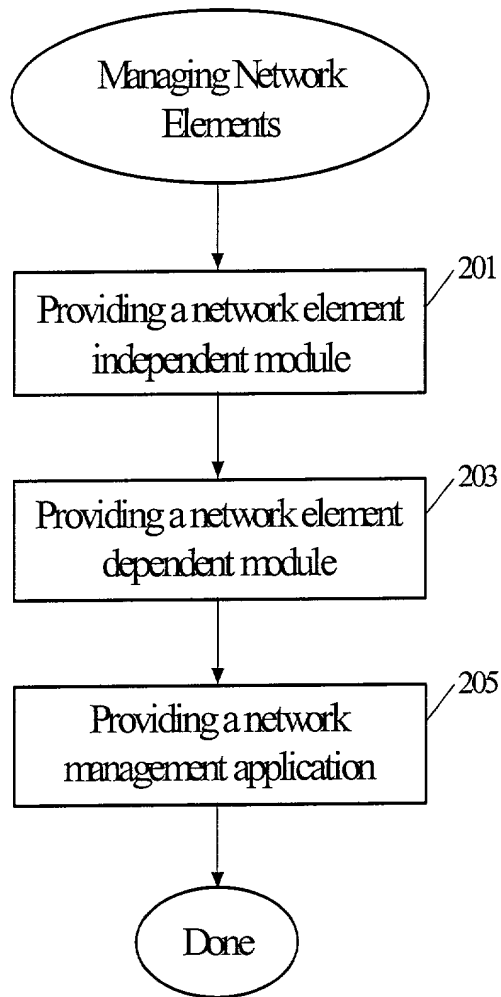 Managing Network
Elements
201
Providing a network element
independent module
203
Providing a network element
dependent module
205
Providing a network
management application
Done